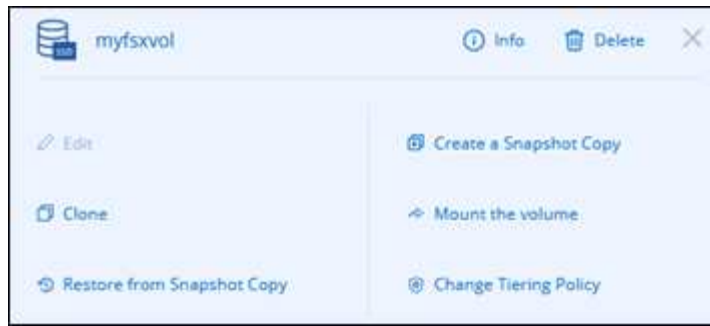 myfsxvol Info Delete
Edit Create a Snapshot Copy
Clone Mount the volume
Restore from Snapshot Copy Change Tiering Policy